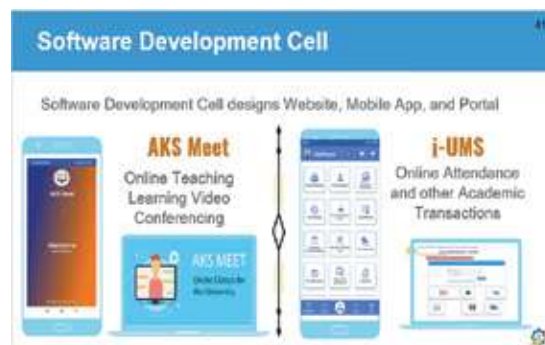 Software Development Cell
Software Development Cell designs Website, Mobile App, and Portal
AKS Meet
Online Teaching
Learning Video
Conferencing
AKS MEET
i-UMS
Online Attendance
and other Academic
Transactions